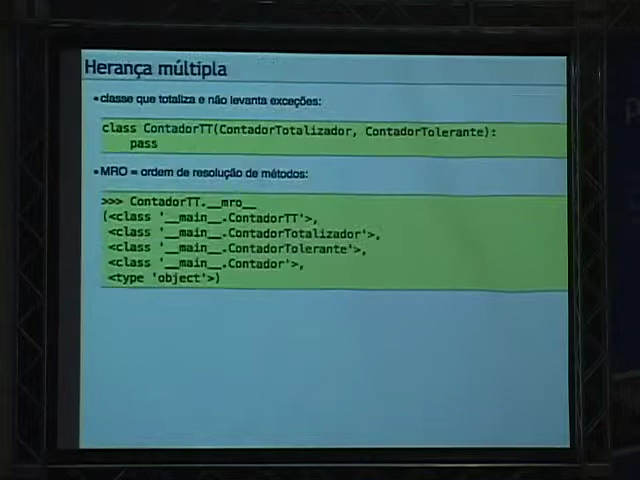 Herança múltipla
• classe que totaliza e não levanta exceções:
class ContadorTT(ContadorTotalizador, ContadorTolerante):
    pass
• MRO = ordem de resolução de métodos:
>>> ContadorTT.__mro__
(<class '__main__.ContadorTT'>,
 <class '__main__.ContadorTotalizador'>,
 <class '__main__.ContadorTolerante'>,
 <class '__main__.Contador'>,
 <type 'object'>)